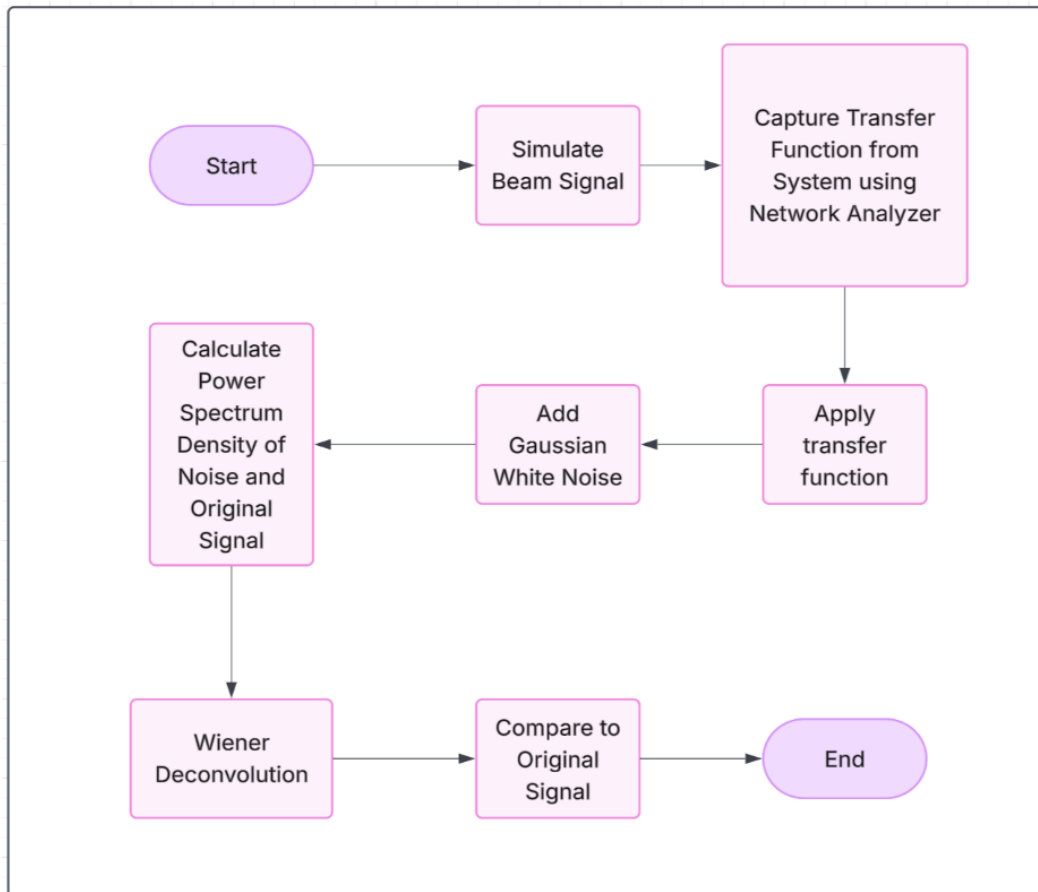 Start
Simulate
Beam Signal
Capture Transfer
Function from
System using
Network Analyzer
Apply
transfer
function
Add
Gaussian
White Noise
Calculate
Power
Spectrum
Density of
Noise and
Original
Signal
Wiener
Deconvolution
Compare to
Original
Signal
End